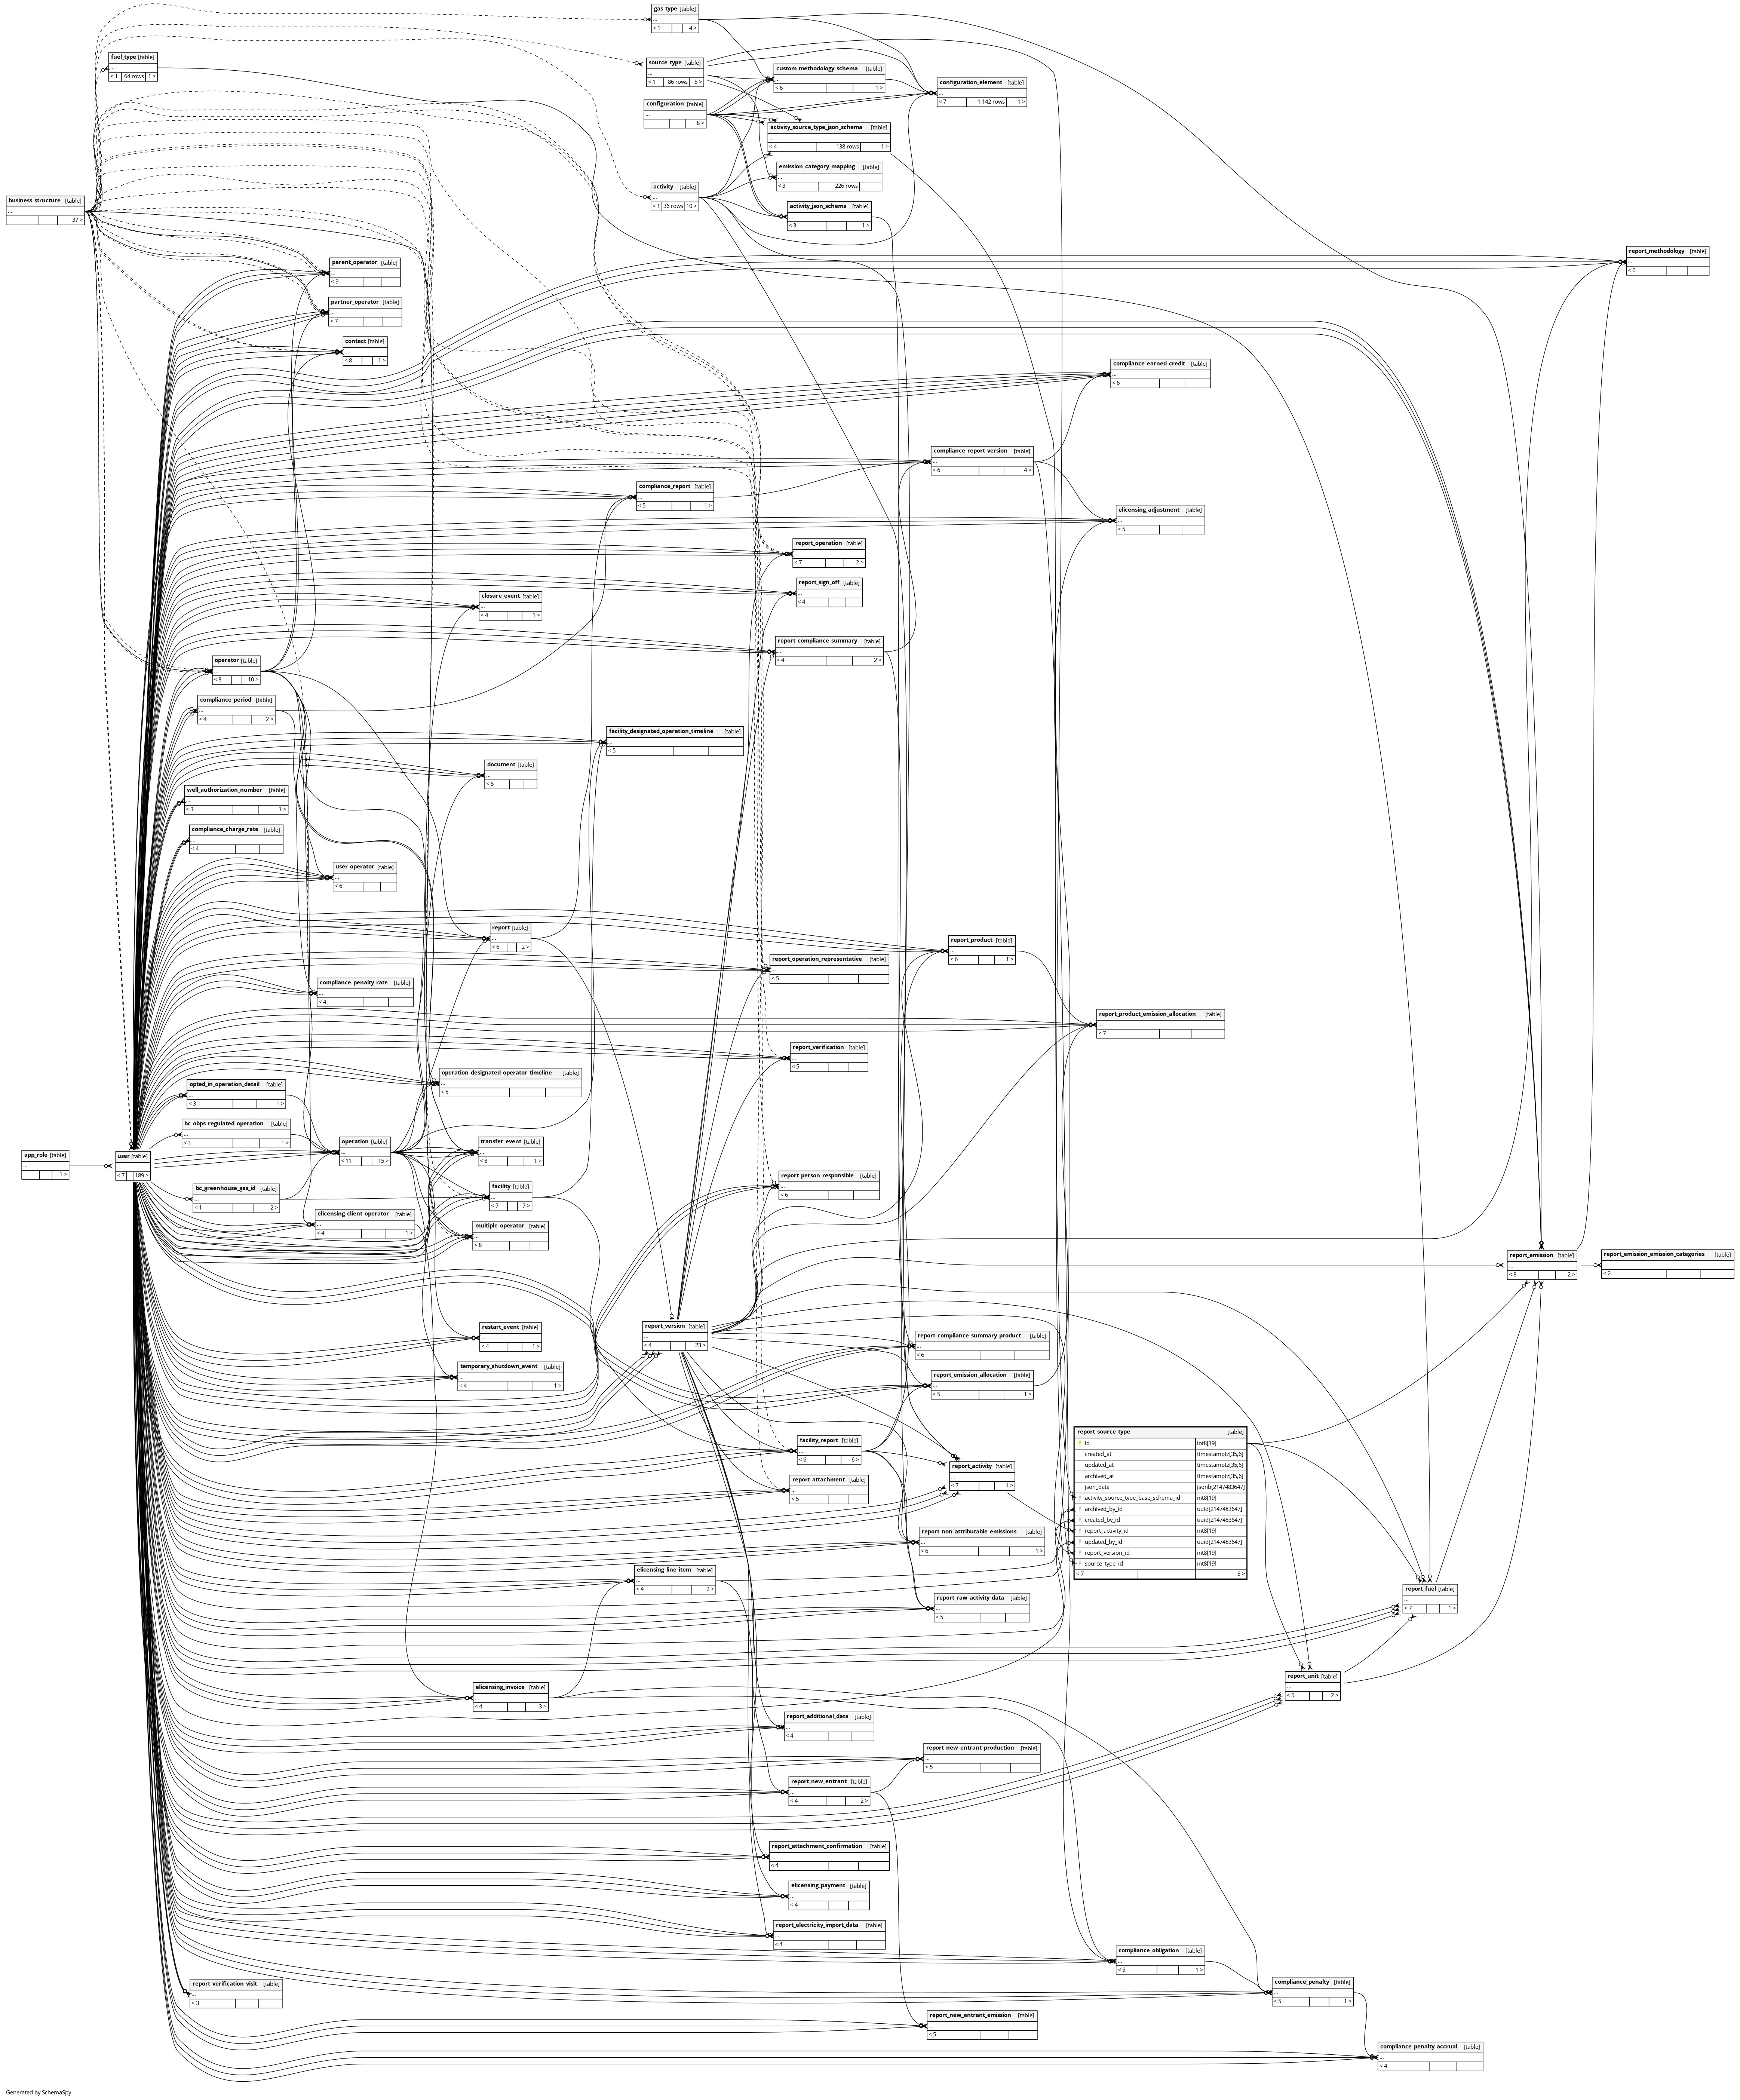 gas_type [table]
...
< 1 4 >
fuel_type [table]
...
< 1 64 rows 1 >
source_type [table]
...
< 1 86 rows 5 >
custom_methodology_schema [table]
...
< 6 1 >
configuration_element [table]
...
< 7 1,142 rows 1 >
configuration [table]
...
8 >
activity_source_type_json_schema [table]
...
< 4 138 rows 1 >
emission_category_mapping [table]
...
< 3 226 rows
activity [table]
...
< 1 36 rows 10 >
activity_json_schema [table]
...
< 3 1 >
business_structure [table]
...
37 >
report_methodology [table]
...
< 6
parent_operator [table]
...
< 9
partner_operator [table]
...
< 7
contact [table]
...
< 8 1 >
compliance_earned_credit [table]
...
< 6
compliance_report_version [table]
...
< 6 4 >
compliance_report [table]
...
< 5 1 >
elicensing_adjustment [table]
...
< 5
report_operation [table]
...
< 7 2 >
report_sign_off [table]
...
< 4
closure_event [table]
...
< 4 1 >
report_compliance_summary [table]
...
< 4 2 >
operator [table]
...
< 8 10 >
compliance_period [table]
...
< 4 2 >
facility_designated_operation_timeline [table]
...
< 5
document [table]
...
< 5
well_authorization_number [table]
...
< 3 1 >
compliance_charge_rate [table]
...
< 4
user_operator [table]
...
< 6
report [table]
...
< 6 2 >
report_product [table]
...
< 6 1 >
report_operation_representative [table]
...
< 5
compliance_penalty_rate [table]
...
< 4
report_product_emission_allocation [table]
...
< 7
report_verification [table]
...
< 5
operation_designated_operator_timeline [table]
...
< 5
opted_in_operation_detail [table]
...
< 3 1 >
bc_obps_regulated_operation [table]
...
< 1 1 >
operation [table]
...
< 11 15 >
transfer_event [table]
...
< 8 1 >
app_role [table]
...
1 >
user [table]
...
< 7 189 >
report_person_responsible [table]
...
< 6
bc_greenhouse_gas_id [table]
...
< 1 2 >
facility [table]
...
< 7 7 >
elicensing_client_operator [table]
...
< 4 1 >
multiple_operator [table]
...
< 8
report_emission [table]
...
< 8 2 >
report_emission_emission_categories [table]
...
< 2
restart_event [table]
...
< 4 1 >
report_version [table]
...
< 4 23 >
report_compliance_summary_product [table]
...
< 6
temporary_shutdown_event [table]
...
< 4 1 >
report_emission_allocation [table]
...
< 5 1 >
report_source_type [table]
id int8[19]
created_at timestamptz[35,6]
updated_at timestamptz[35,6]
archived_at timestamptz[35,6]
json_data jsonb[2147483647]
activity_source_type_base_schema_id int8[19]
archived_by_id uuid[2147483647]
created_by_id uuid[2147483647]
report_activity_id int8[19]
updated_by_id uuid[2147483647]
report_version_id int8[19]
source_type_id int8[19]
< 7 3 >
facility_report [table]
...
< 6 6 >
report_activity [table]
...
< 7 1 >
report_attachment [table]
...
< 5
report_non_attributable_emissions [table]
...
< 6 1 >
elicensing_line_item [table]
...
< 4 2 >
report_raw_activity_data [table]
...
< 5
report_fuel [table]
...
< 7 1 >
report_unit [table]
...
< 5 2 >
elicensing_invoice [table]
...
< 4 3 >
report_additional_data [table]
...
< 4
report_new_entrant_production [table]
...
< 5
report_new_entrant [table]
...
< 4 2 >
report_attachment_confirmation [table]
...
< 4
elicensing_payment [table]
...
< 4
report_electricity_import_data [table]
...
< 4
compliance_obligation [table]
...
< 5 1 >
report_verification_visit [table]
...
< 3
compliance_penalty [table]
...
< 5 1 >
report_new_entrant_emission [table]
...
< 5
compliance_penalty_accrual [table]
...
< 4
Generated by SchemaSpy